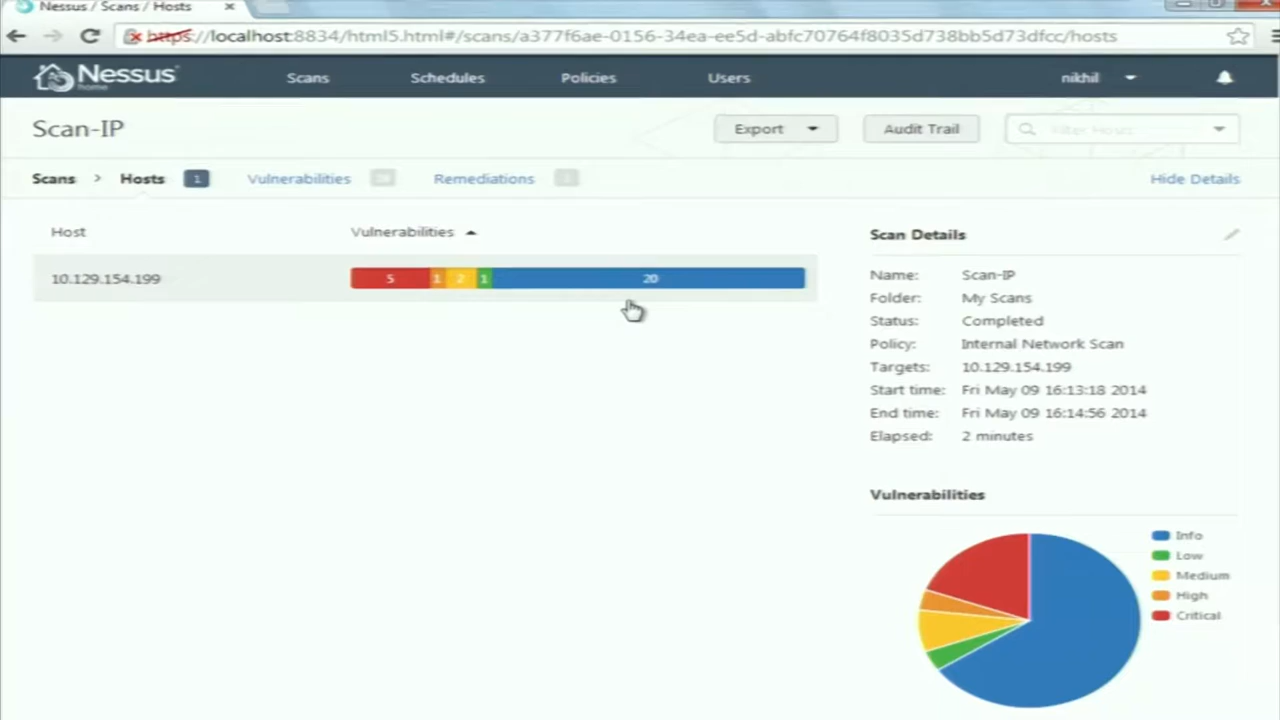 Nessus / Scans / Hosts
https://localhost:8834/html5.html#/scans/a377f6ae-0156-34ea-ee5d-abfc70764f8035d738bb5d73dfcc/hosts
Nessus home Scans Schedules Policies Users nikhil
Scan-IP Export Audit Trail Filter Hosts
Scans > Hosts 1 Vulnerabilities Remediations Hide Details
Host Vulnerabilities
10.129.154.199 5 1 2 1 20
Scan Details
Name: Scan-IP
Folder: My Scans
Status: Completed
Policy: Internal Network Scan
Targets: 10.129.154.199
Start time: Fri May 09 16:13:18 2014
End time: Fri May 09 16:14:56 2014
Elapsed: 2 minutes
Vulnerabilities
Info
Low
Medium
High
Critical